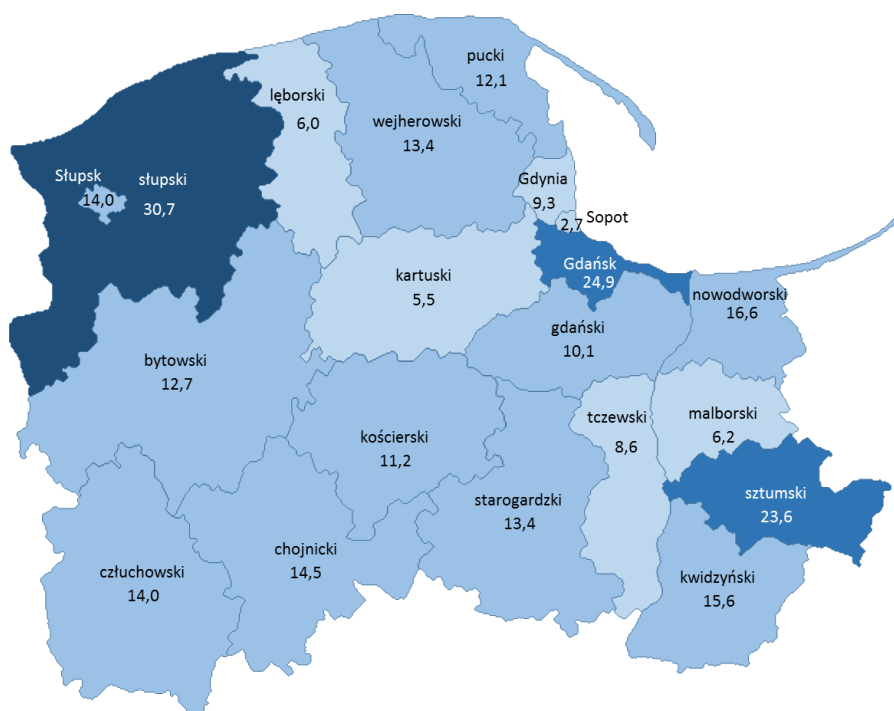 pucki
12,1
lęborski
6,0
wejherowski
13,4
Słupsk
14,0
słupski
30,7
Gdynia
9,3
Sopot
2,7
Gdańsk
24,9
kartuski
5,5
nowodworski
16,6
gdański
10,1
bytowski
12,7
tczewski
8,6
malborski
6,2
kościerski
11,2
starogardzki
13,4
sztumski
23,6
chojnicki
14,5
człuchowski
14,0
kwidzyński
15,6